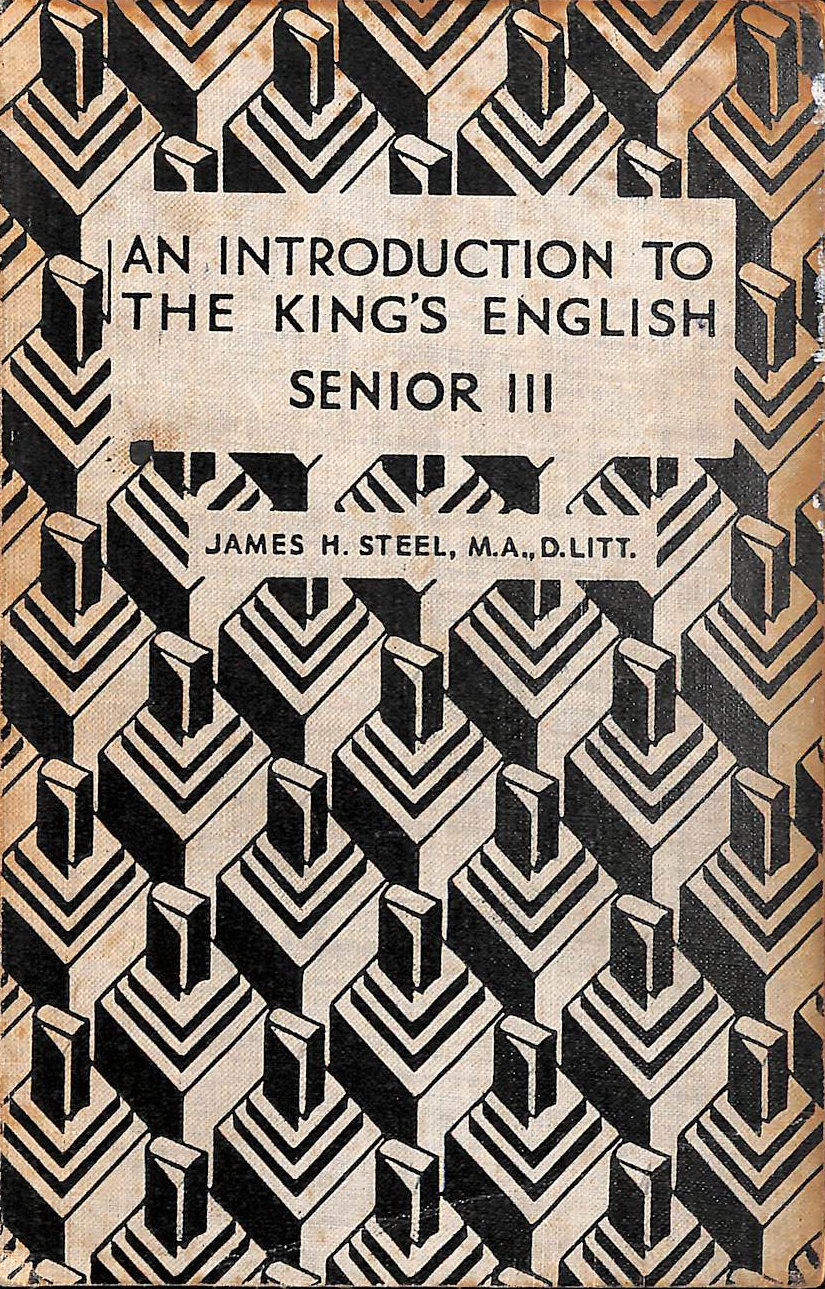 AN INTRODUCTION TO
THE KING'S ENGLISH
SENIOR III
JAMES H. STEEL, M.A., D.LITT.